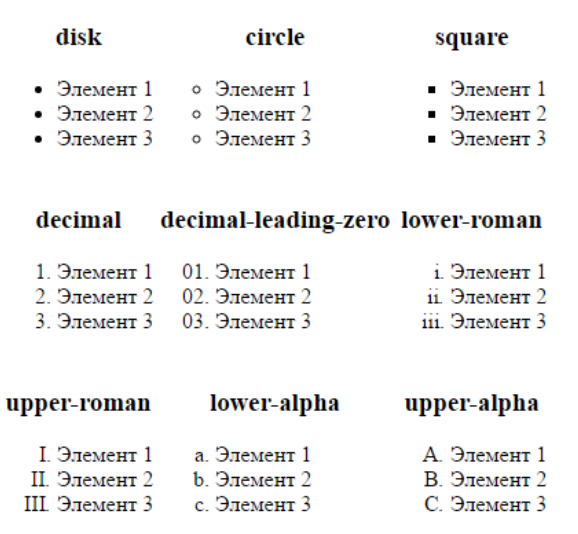 disk circle square
• Элемент 1 ◦ Элемент 1 ▪ Элемент 1
• Элемент 2 ◦ Элемент 2 ▪ Элемент 2
• Элемент 3 ◦ Элемент 3 ▪ Элемент 3
decimal decimal-leading-zero lower-roman
1. Элемент 1 01. Элемент 1 i. Элемент 1
2. Элемент 2 02. Элемент 2 ii. Элемент 2
3. Элемент 3 03. Элемент 3 iii. Элемент 3
upper-roman lower-alpha upper-alpha
I. Элемент 1 a. Элемент 1 A. Элемент 1
II. Элемент 2 b. Элемент 2 B. Элемент 2
III. Элемент 3 c. Элемент 3 C. Элемент 3